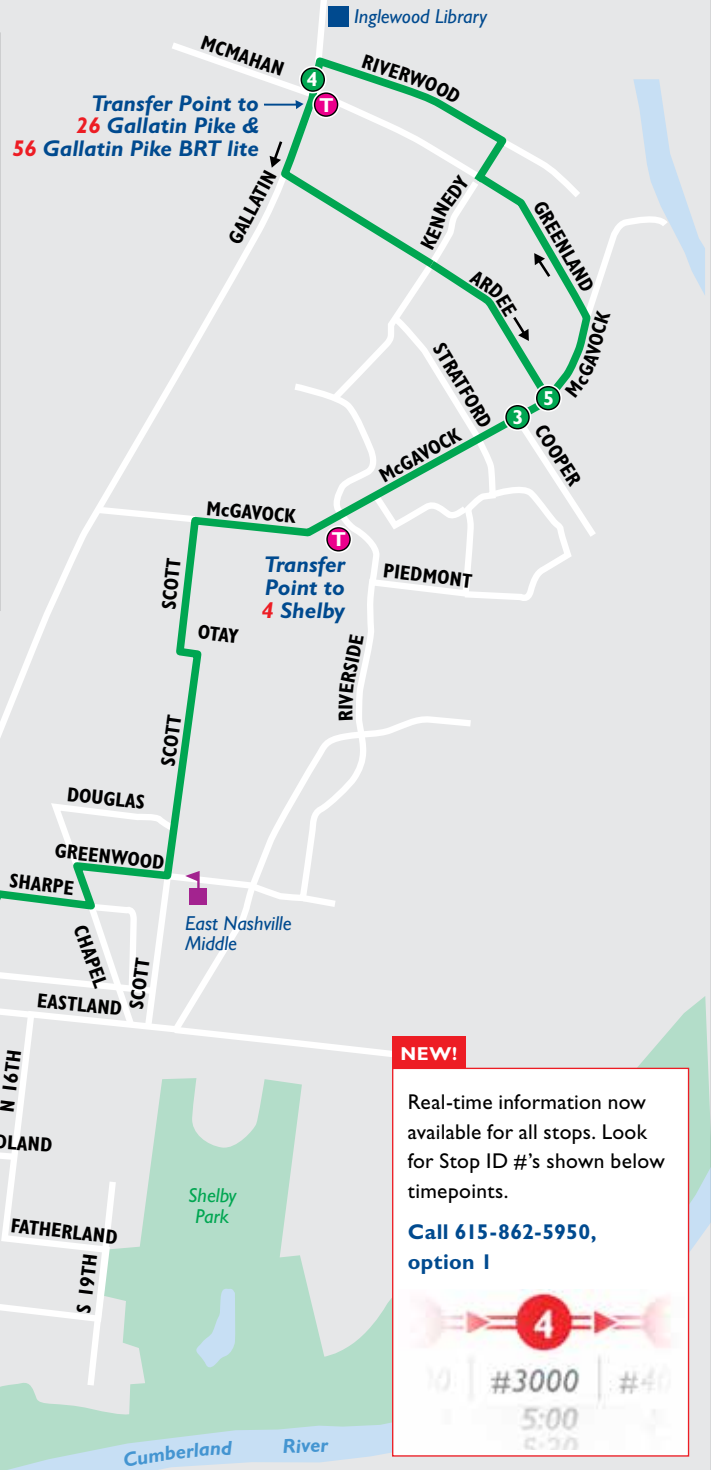 Inglewood Library
MCMAHAN
RIVERWOOD
4
Transfer Point to
T
26 Gallatin Pike &
56 Gallatin Pike BRT lite
GALLATIN
KENNEDY
GREENLAND
ARDEE
McGAVOCK
STRATFORD
5
3
COOPER
McGAVOCK
McGAVOCK
T
Transfer
Point to
4 Shelby
PIEDMONT
SCOTT
OTAY
RIVERSIDE
SCOTT
DOUGLAS
GREENWOOD
SHARPE
East Nashville
Middle
CHAPEL
SCOTT
EASTLAND
N 16TH
OLAND
Shelby
Park
FATHERLAND
S 19TH
Cumberland River
NEW!
Real-time information now
available for all stops. Look
for Stop ID #'s shown below
timepoints.
Call 615-862-5950,
option 1
4
#3000
5:00